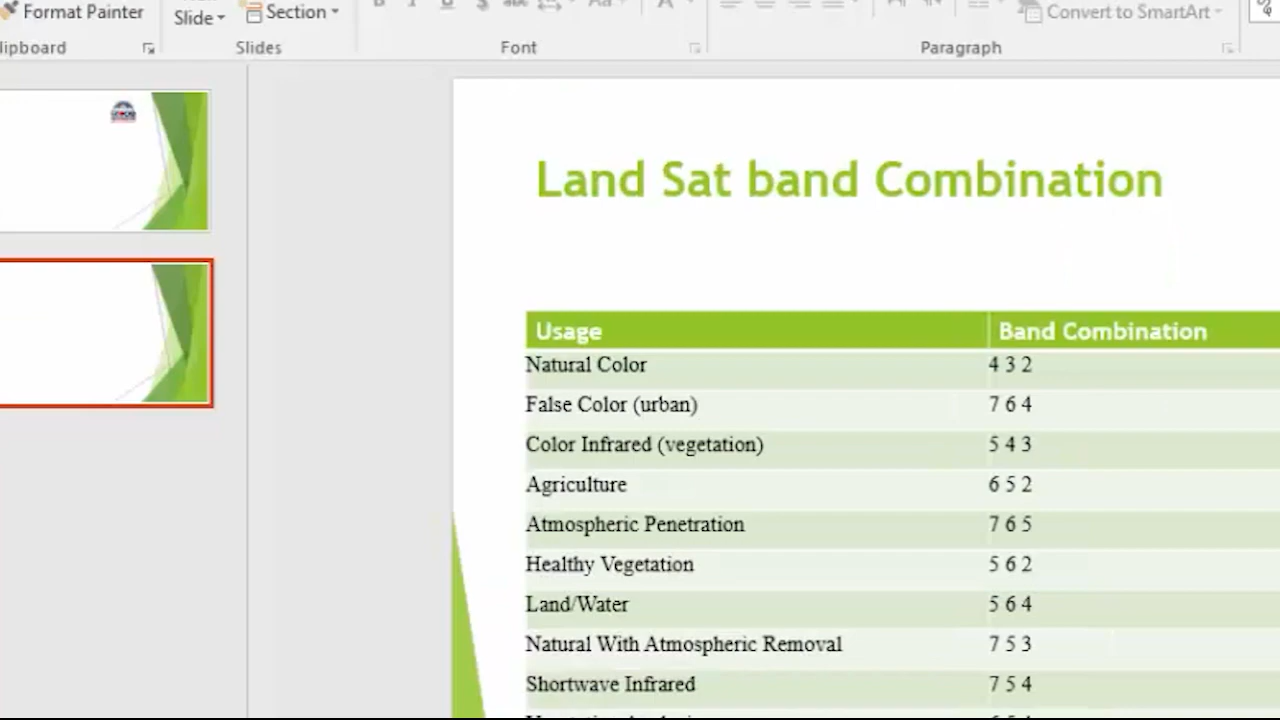 Format Painter
Slide
Section
Convert to SmartArt
lipboard
Slides
Font
Paragraph
Land Sat band Combination
Usage Band Combination
Natural Color 4 3 2
False Color (urban) 7 6 4
Color Infrared (vegetation) 5 4 3
Agriculture 6 5 2
Atmospheric Penetration 7 6 5
Healthy Vegetation 5 6 2
Land/Water 5 6 4
Natural With Atmospheric Removal 7 5 3
Shortwave Infrared 7 5 4